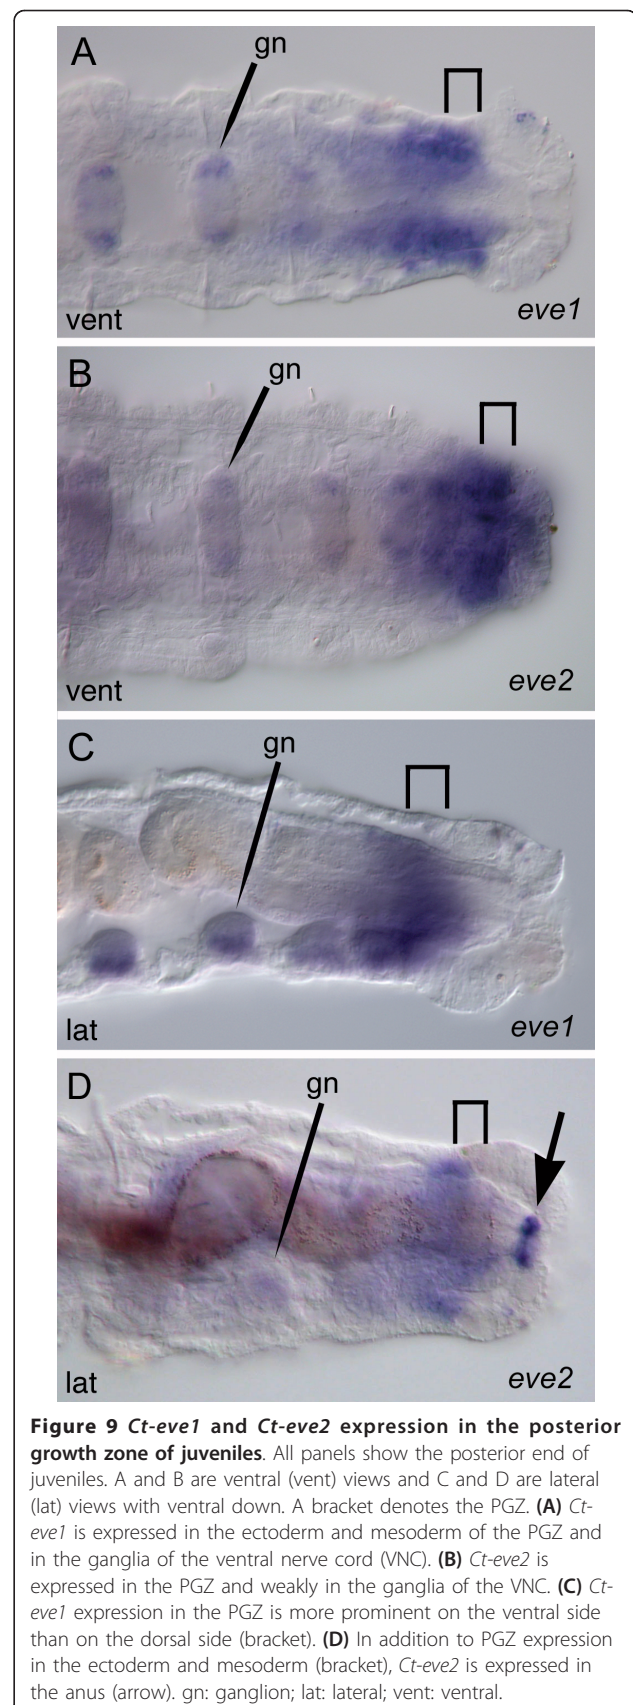 A
gn
vent
eve1
B
gn
vent
eve2
C
gn
lat
eve1
D
gn
lat
eve2
Figure 9 Ct-eve1 and Ct-eve2 expression in the posterior
growth zone of juveniles. All panels show the posterior end of
juveniles. A and B are ventral (vent) views and C and D are lateral
(lat) views with ventral down. A bracket denotes the PGZ. (A) Ct-
eve1 is expressed in the ectoderm and mesoderm of the PGZ and
in the ganglia of the ventral nerve cord (VNC). (B) Ct-eve2 is
expressed in the PGZ and weakly in the ganglia of the VNC. (C) Ct-
eve1 expression in the PGZ is more prominent on the ventral side
than on the dorsal side (bracket). (D) In addition to PGZ expression
in the ectoderm and mesoderm (bracket), Ct-eve2 is expressed in
the anus (arrow). gn: ganglion; lat: lateral; vent: ventral.